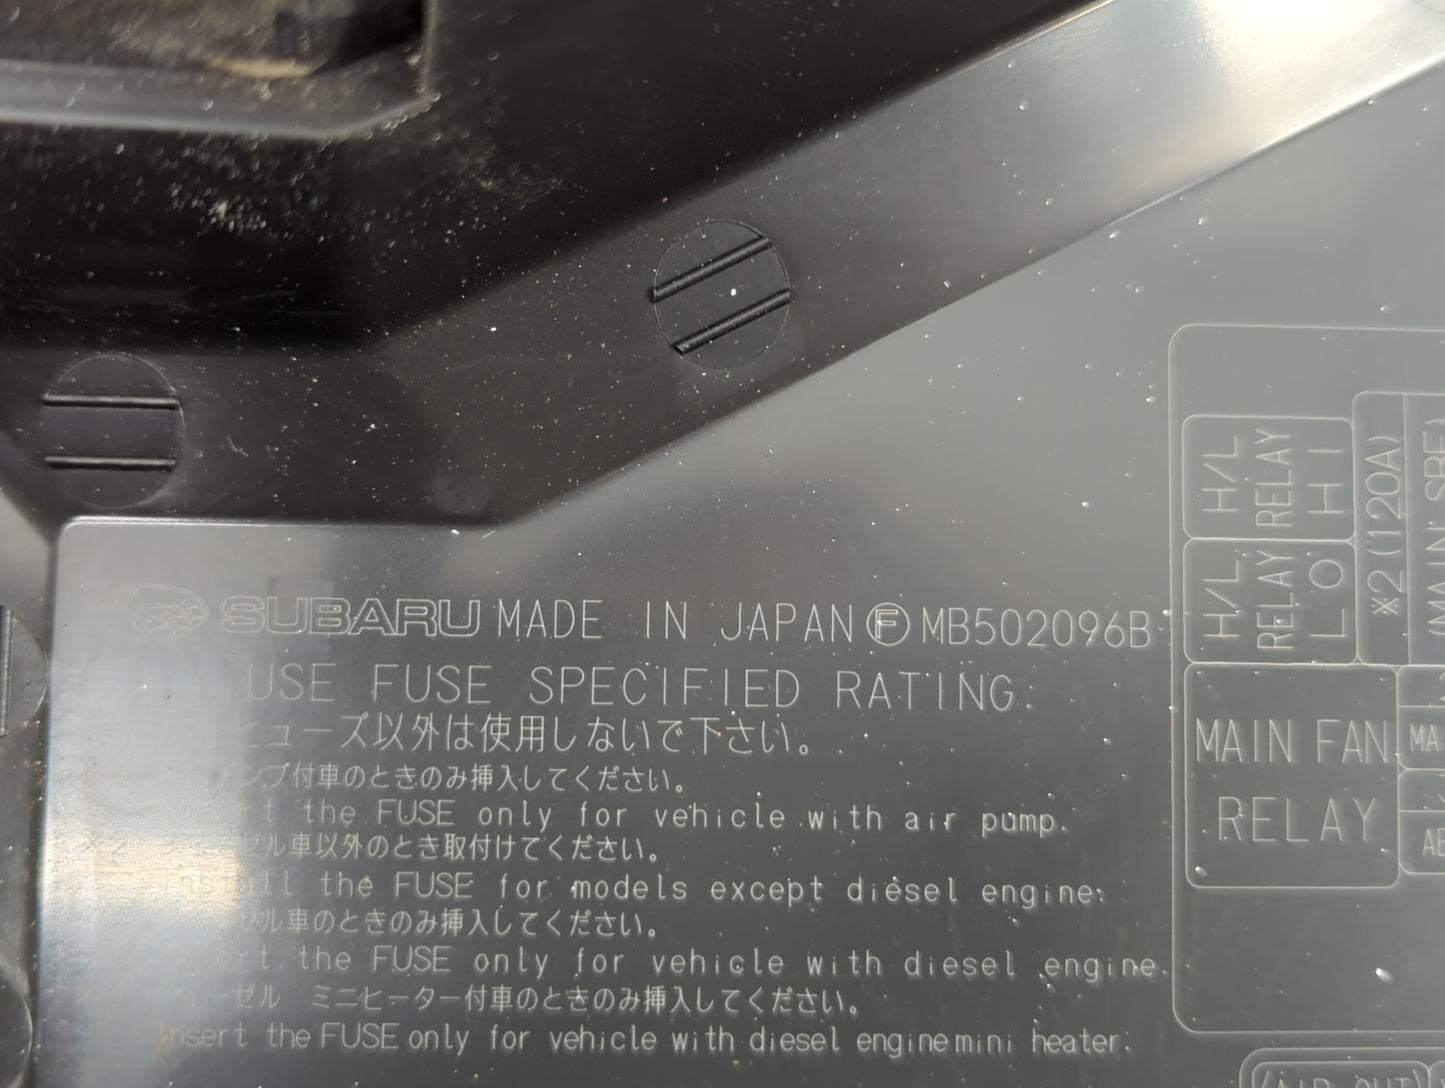 SUBARU MADE IN JAPAN Ⓕ MB502096B
USE FUSE SPECIFIED RATING.
ヒューズ以外は使用しないで下さい。
ンプ付車のときのみ挿入してください。
the FUSE only for vehicle with air pump.
ゼル車以外のとき取付けてください。
Install the FUSE for models except diesel engine.
ゼル車のときのみ挿入してください。
the FUSE only for vehicle with diesel engine.
ーゼル ミニヒーター付車のときのみ挿入してください。
Insert the FUSE only for vehicle with diesel engine mini heater.
H/L
RELAY
HI
H/L
RELAY
LO
※2(120A)
(MAIN SBF)
MAIN FAN
RELAY